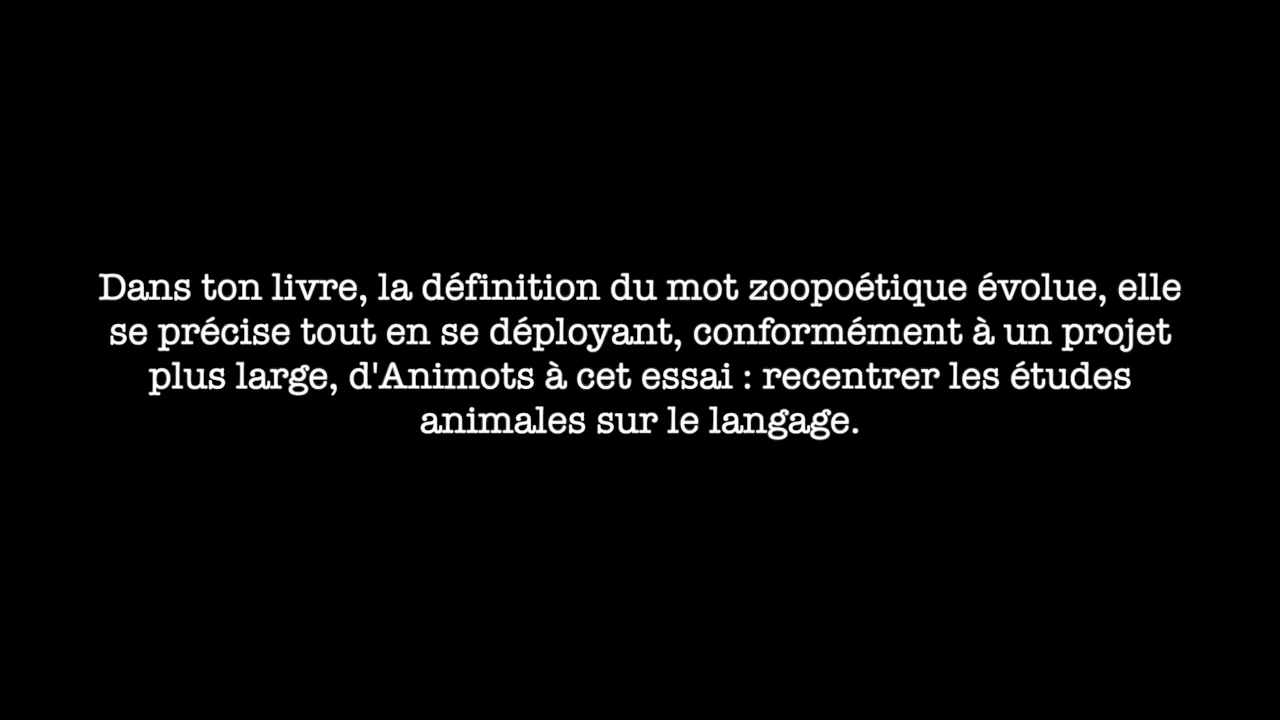 Dans ton livre, la définition du mot zoopoétique évolue, elle
se précise tout en se déployant, conformément à un projet
plus large, d'Animots à cet essai : recentrer les études
animales sur le langage.